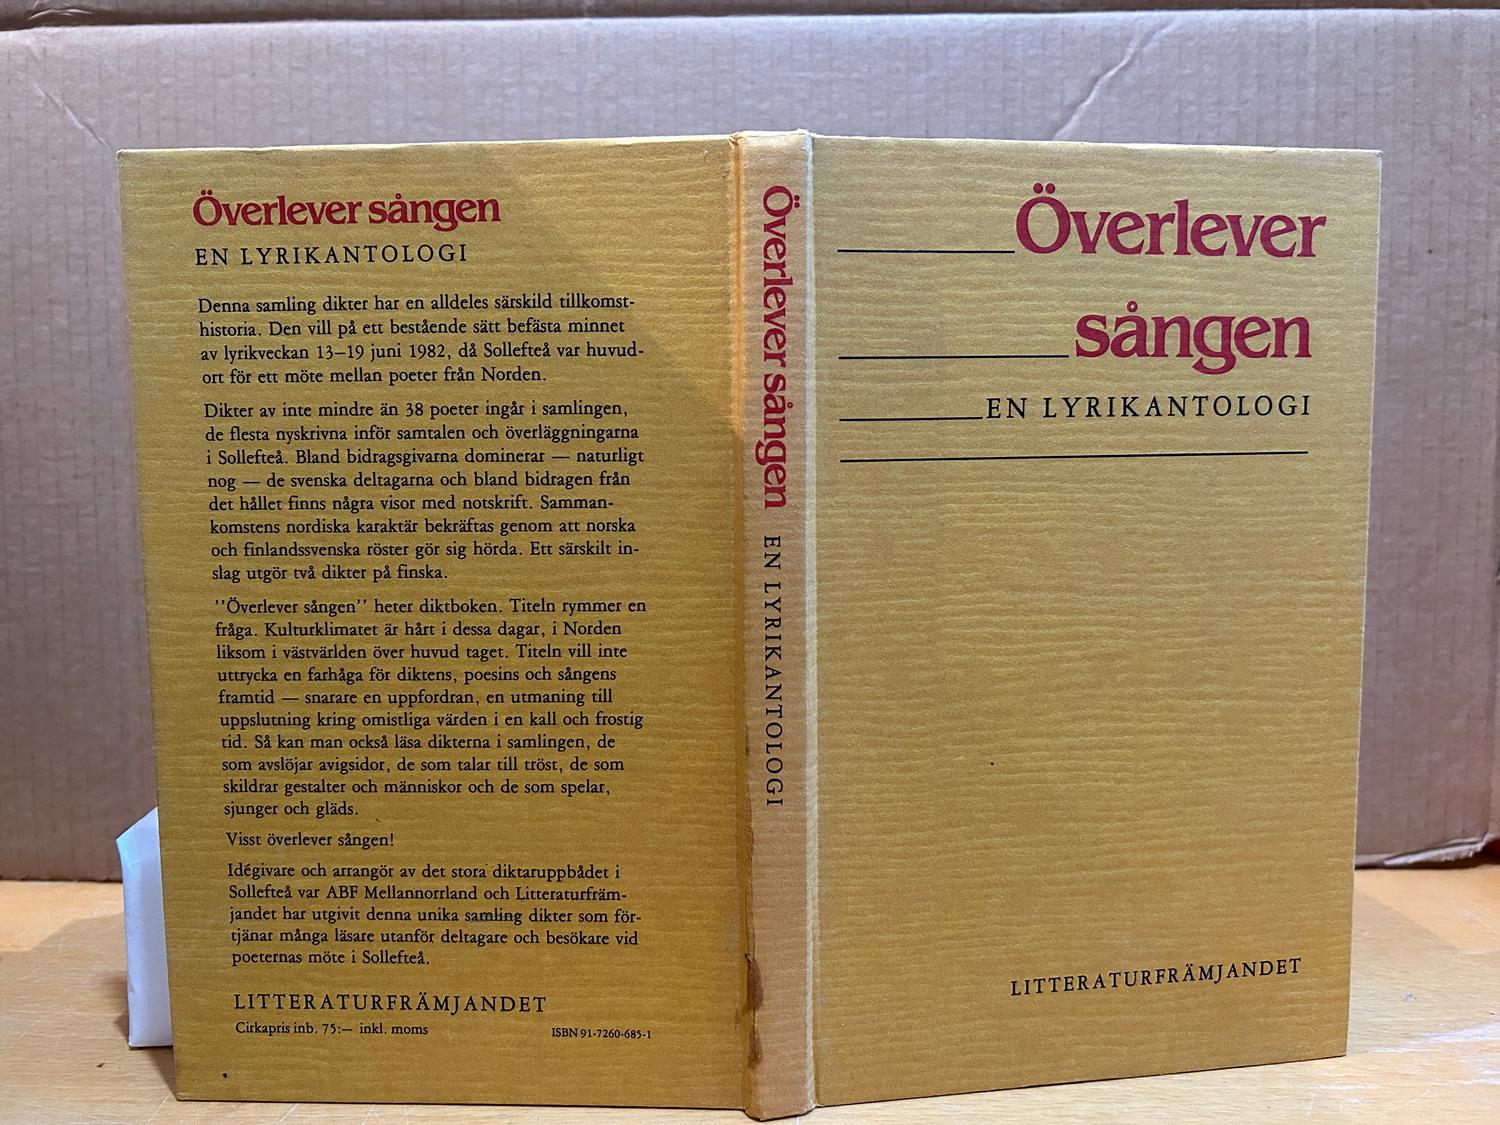 Överlever sången
EN LYRIKANTOLOGI
Denna samling dikter har en alldeles särskild tillkomst-
historia. Den vill på ett bestående sätt befästa minnet
av lyrikveckan 13–19 juni 1982, då Sollefteå var huvud-
ort för ett möte mellan poeter från Norden.
Dikter av inte mindre än 38 poeter ingår i samlingen,
de flesta nyskrivna inför samtalen och överläggningarna
i Sollefteå. Bland bidragsgivarna dominerar — naturligt
nog — de svenska deltagarna och bland bidragen från
det hållet finns några visor med notskrift. Samman-
komstens nordiska karaktär bekräftas genom att norska
och finlandssvenska röster gör sig hörda. Ett särskilt in-
slag utgör två dikter på finska.
''Överlever sången'' heter diktboken. Titeln rymmer en
fråga. Kulturklimatet är hårt i dessa dagar, i Norden
liksom i västvärlden över huvud taget. Titeln vill inte
uttrycka en farhåga för diktens, poesins och sångens
framtid — snarare en uppfordran, en utmaning till
uppslutning kring omistliga värden i en kall och frostig
tid. Så kan man också läsa dikterna i samlingen, de
som avslöjar avigsidor, de som talar till tröst, de som
skildrar gestalter och människor och de som spelar,
sjunger och gläds.
Visst överlever sången!
Idégivare och arrangör av det stora diktaruppbådet i
Sollefteå var ABF Mellannorrland och Litteraturfräm-
jandet har utgivit denna unika samling dikter som för-
tjänar många läsare utanför deltagare och besökare vid
poeternas möte i Sollefteå.
LITTERATURFRÄMJANDET
Cirkapris inb. 75:— inkl. moms
ISBN 91-7260-685-1
Överlever sången EN LYRIKANTOLOGI
Överlever
sången
EN LYRIKANTOLOGI
LITTERATURFRÄMJANDET